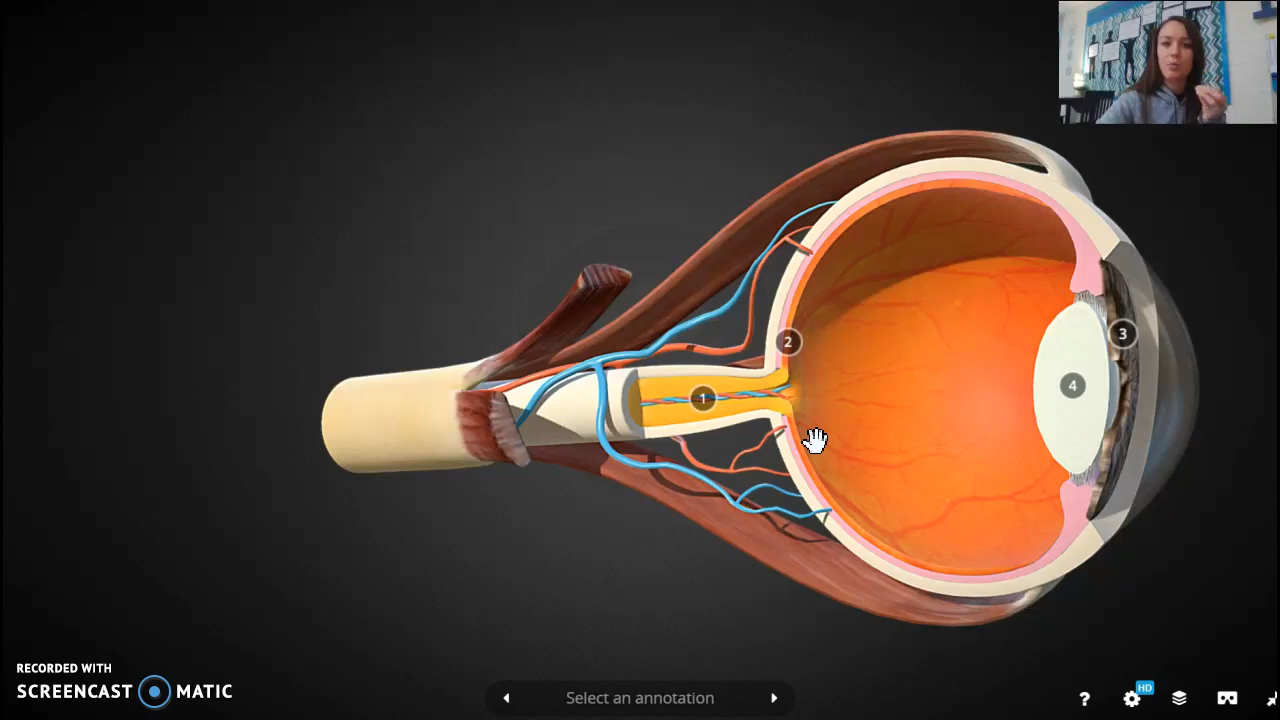 3
2
4
1
RECORDED WITH
SCREENCAST MATIC
Select an annotation
?
HD